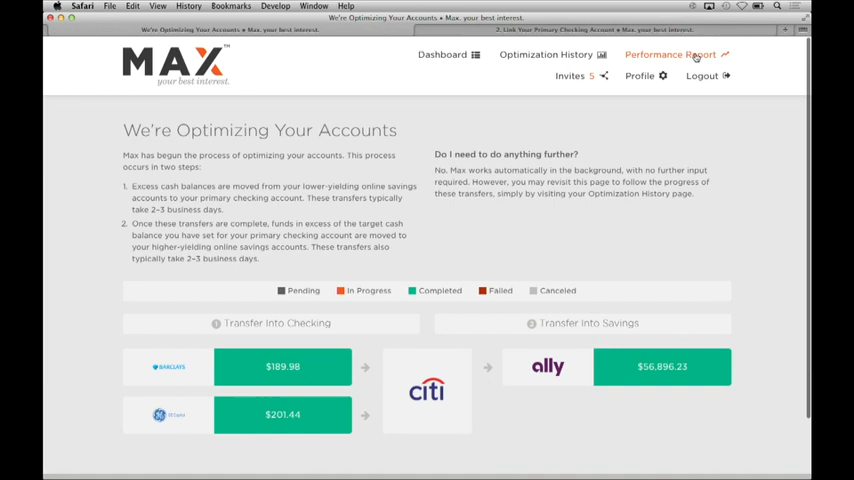 Safari File Edit View History Bookmarks Develop Window Help
We're Optimizing Your Accounts • Max. your best interest.
We're Optimizing Your Accounts • Max. your best interest.
2. Link Your Primary Checking Account • Max. your best interest.
MAX™
your best interest.
Dashboard
Optimization History
Performance Report
Invites 5
Profile
Logout
We're Optimizing Your Accounts
Max has begun the process of optimizing your accounts. This process
occurs in two steps:
1. Excess cash balances are moved from your lower-yielding online savings
accounts to your primary checking account. These transfers typically
take 2–3 business days.
2. Once these transfers are complete, funds in excess of the target cash
balance you have set for your primary checking account are moved to
your higher-yielding online savings accounts. These transfers also
typically take 2–3 business days.
Do I need to do anything further?
No. Max works automatically in the background, with no further input
required. However, you may revisit this page to follow the progress of
these transfers, simply by visiting your Optimization History page.
Pending In Progress Completed Failed Canceled
1 Transfer Into Checking
2 Transfer Into Savings
BARCLAYS $189.98
citi
ally $56,896.23
GE Capital $201.44